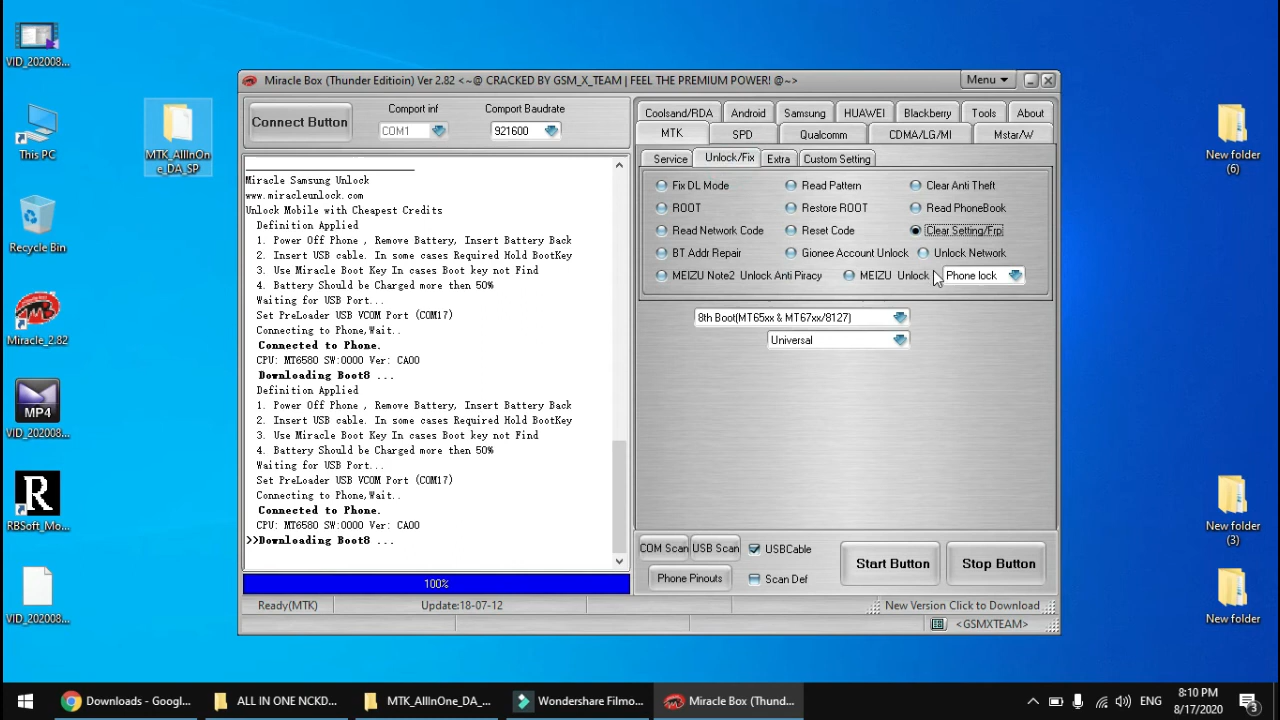 VID_202008...
This PC
Recycle Bin
Miracle_2.82
MP4
VID_202008...
R
RBSoft_Mo...
VID_202008...
MTK_AllInOn
e_DA_SP
Miracle Box (Thunder Editioin) Ver 2.82 <~@ CRACKED BY GSM_X_TEAM | FEEL THE PREMIUM POWER! @~>
Menu
Connect Button
Comport inf
Comport Baudrate
COM1
921600
Miracle Samsung Unlock
www.miracleunlock.com
Unlock Mobile with Cheapest Credits
Definition Applied
1. Power Off Phone , Remove Battery, Insert Battery Back
2. Insert USB cable. In some cases Required Hold BootKey
3. Use Miracle Boot Key In cases Boot key not Find
4. Battery Should be Charged more then 50%
Waiting for USB Port...
Set PreLoader USB VCOM Port (COM17)
Connecting to Phone,Wait..
Connected to Phone.
CPU: MT6580 SW:0000 Ver: CA00
Downloading Boot8 ...
Definition Applied
1. Power Off Phone , Remove Battery, Insert Battery Back
2. Insert USB cable. In some cases Required Hold BootKey
3. Use Miracle Boot Key In cases Boot key not Find
4. Battery Should be Charged more then 50%
Waiting for USB Port...
Set PreLoader USB VCOM Port (COM17)
Connecting to Phone,Wait..
Connected to Phone.
CPU: MT6580 SW:0000 Ver: CA00
>>Downloading Boot8 ...
100%
Ready(MTK)
Update:18-07-12
New Version Click to Download
<GSMXTEAM>
Coolsand/RDA Android Samsung HUAWEI Blackberry Tools About
MTK SPD Qualcomm CDMA/LG/MI Mstar/W
Service Unlock/Fix Extra Custom Setting
Fix DL Mode Read Pattern Clear Anti Theft
ROOT Restore ROOT Read PhoneBook
Read Network Code Reset Code Clear Setting/Frp
BT Addr Repair Gionee Account Unlock Unlock Network
MEIZU Note2 Unlock Anti Piracy MEIZU Unlock Phone lock
8th Boot(MT65xx & MT67xx/8127)
Universal
COM Scan USB Scan USBCable
Phone Pinouts Scan Def
Start Button
Stop Button
New folder
(6)
New folder
(3)
New folder
Downloads - Googl...
ALL IN ONE NCKD...
MTK_AllInOne_DA_...
Wondershare Filmo...
Miracle Box (Thund...
ENG
8:10 PM
8/17/2020
3